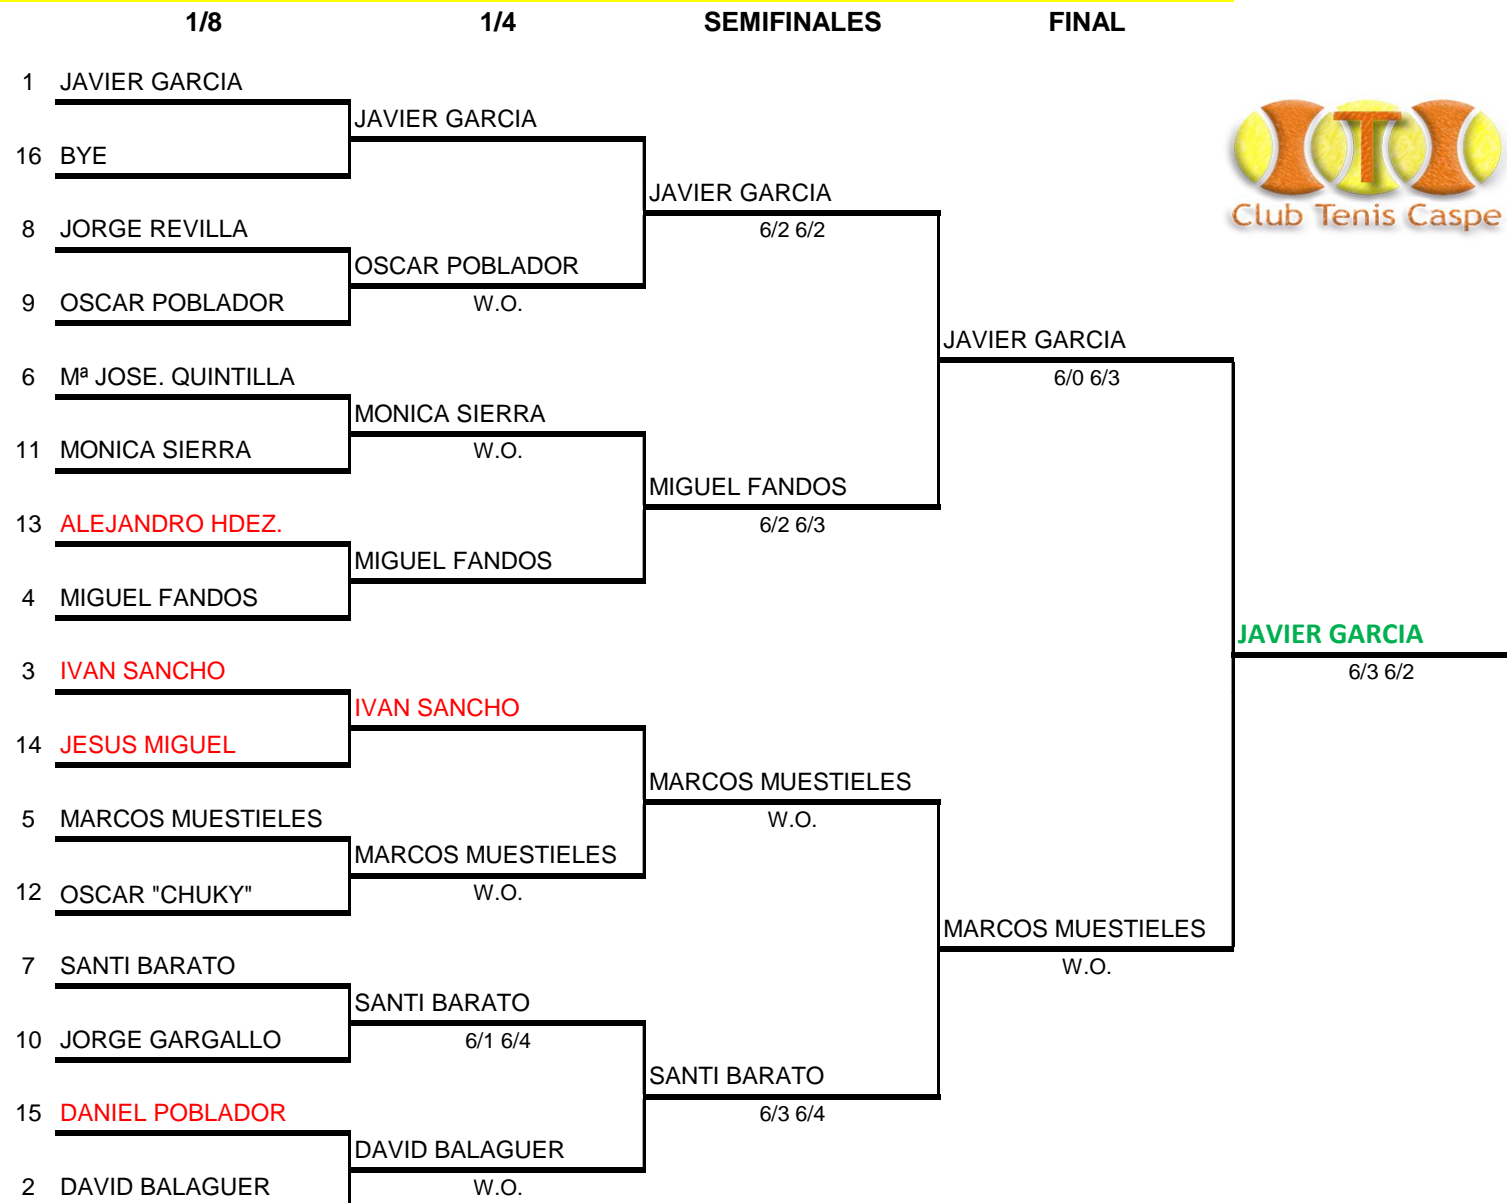 1/8 1/4 SEMIFINALES FINAL
1 JAVIER GARCIA
JAVIER GARCIA
16 BYE
JAVIER GARCIA
Club Tenis Caspe
8 JORGE REVILLA 6/2 6/2
OSCAR POBLADOR
9 OSCAR POBLADOR W.O.
JAVIER GARCIA
6 Mª JOSE. QUINTILLA 6/0 6/3
MONICA SIERRA
11 MONICA SIERRA W.O.
MIGUEL FANDOS
13 ALEJANDRO HDEZ. 6/2 6/3
MIGUEL FANDOS
4 MIGUEL FANDOS
JAVIER GARCIA
3 IVAN SANCHO 6/3 6/2
IVAN SANCHO
14 JESUS MIGUEL
MARCOS MUESTIELES
5 MARCOS MUESTIELES W.O.
MARCOS MUESTIELES
12 OSCAR "CHUKY" W.O.
MARCOS MUESTIELES
7 SANTI BARATO W.O.
SANTI BARATO
10 JORGE GARGALLO 6/1 6/4
SANTI BARATO
15 DANIEL POBLADOR 6/3 6/4
DAVID BALAGUER
2 DAVID BALAGUER W.O.